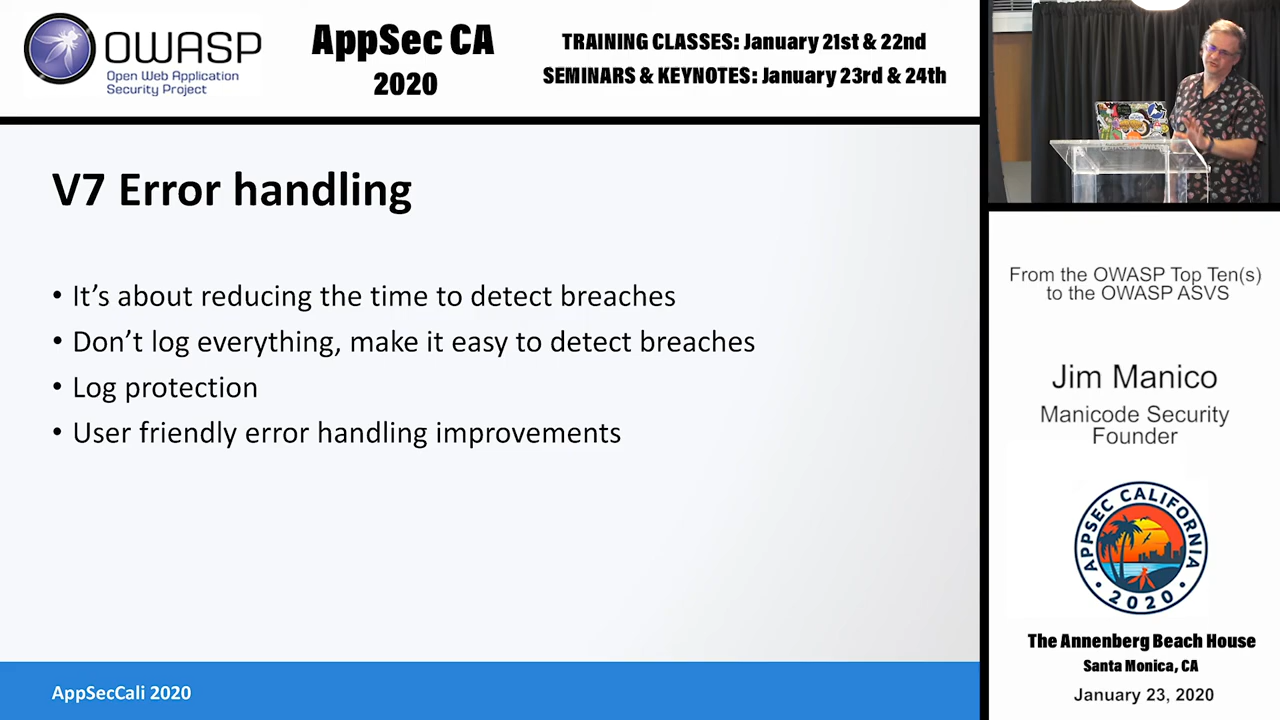 OWASP
Open Web Application
Security Project
AppSec CA
2020
TRAINING CLASSES: January 21st & 22nd
SEMINARS & KEYNOTES: January 23rd & 24th
V7 Error handling
• It’s about reducing the time to detect breaches
• Don’t log everything, make it easy to detect breaches
• Log protection
• User friendly error handling improvements
AppSecCali 2020
From the OWASP Top Ten(s)
to the OWASP ASVS
Jim Manico
Manicode Security
Founder
APPSEC CALIFORNIA
• 2020 •
The Annenberg Beach House
Santa Monica, CA
January 23, 2020